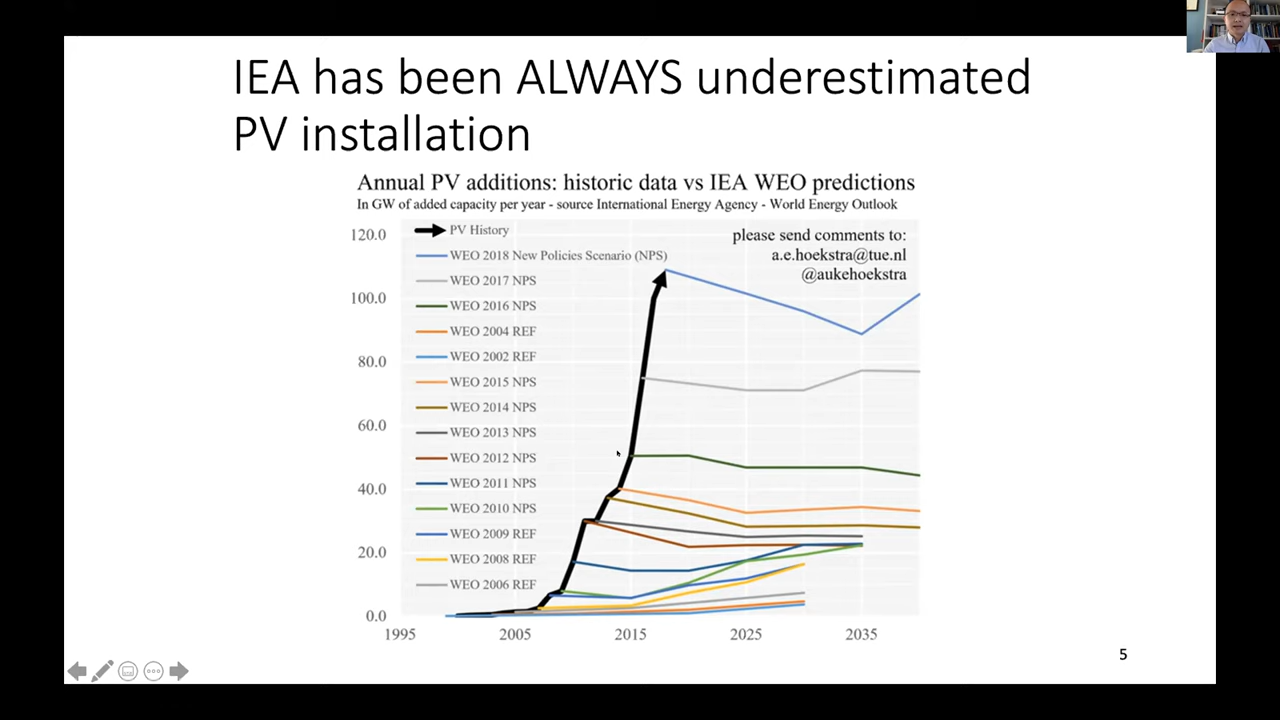 IEA has been ALWAYS underestimated
PV installation
Annual PV additions: historic data vs IEA WEO predictions
In GW of added capacity per year - source International Energy Agency - World Energy Outlook
please send comments to:
a.e.hoekstra@tue.nl
@aukehoekstra
PV History
WEO 2018 New Policies Scenario (NPS)
WEO 2017 NPS
WEO 2016 NPS
WEO 2004 REF
WEO 2002 REF
WEO 2015 NPS
WEO 2014 NPS
WEO 2013 NPS
WEO 2012 NPS
WEO 2011 NPS
WEO 2010 NPS
WEO 2009 REF
WEO 2008 REF
WEO 2006 REF
120.0
100.0
80.0
60.0
40.0
20.0
0.0
1995 2005 2015 2025 2035
5